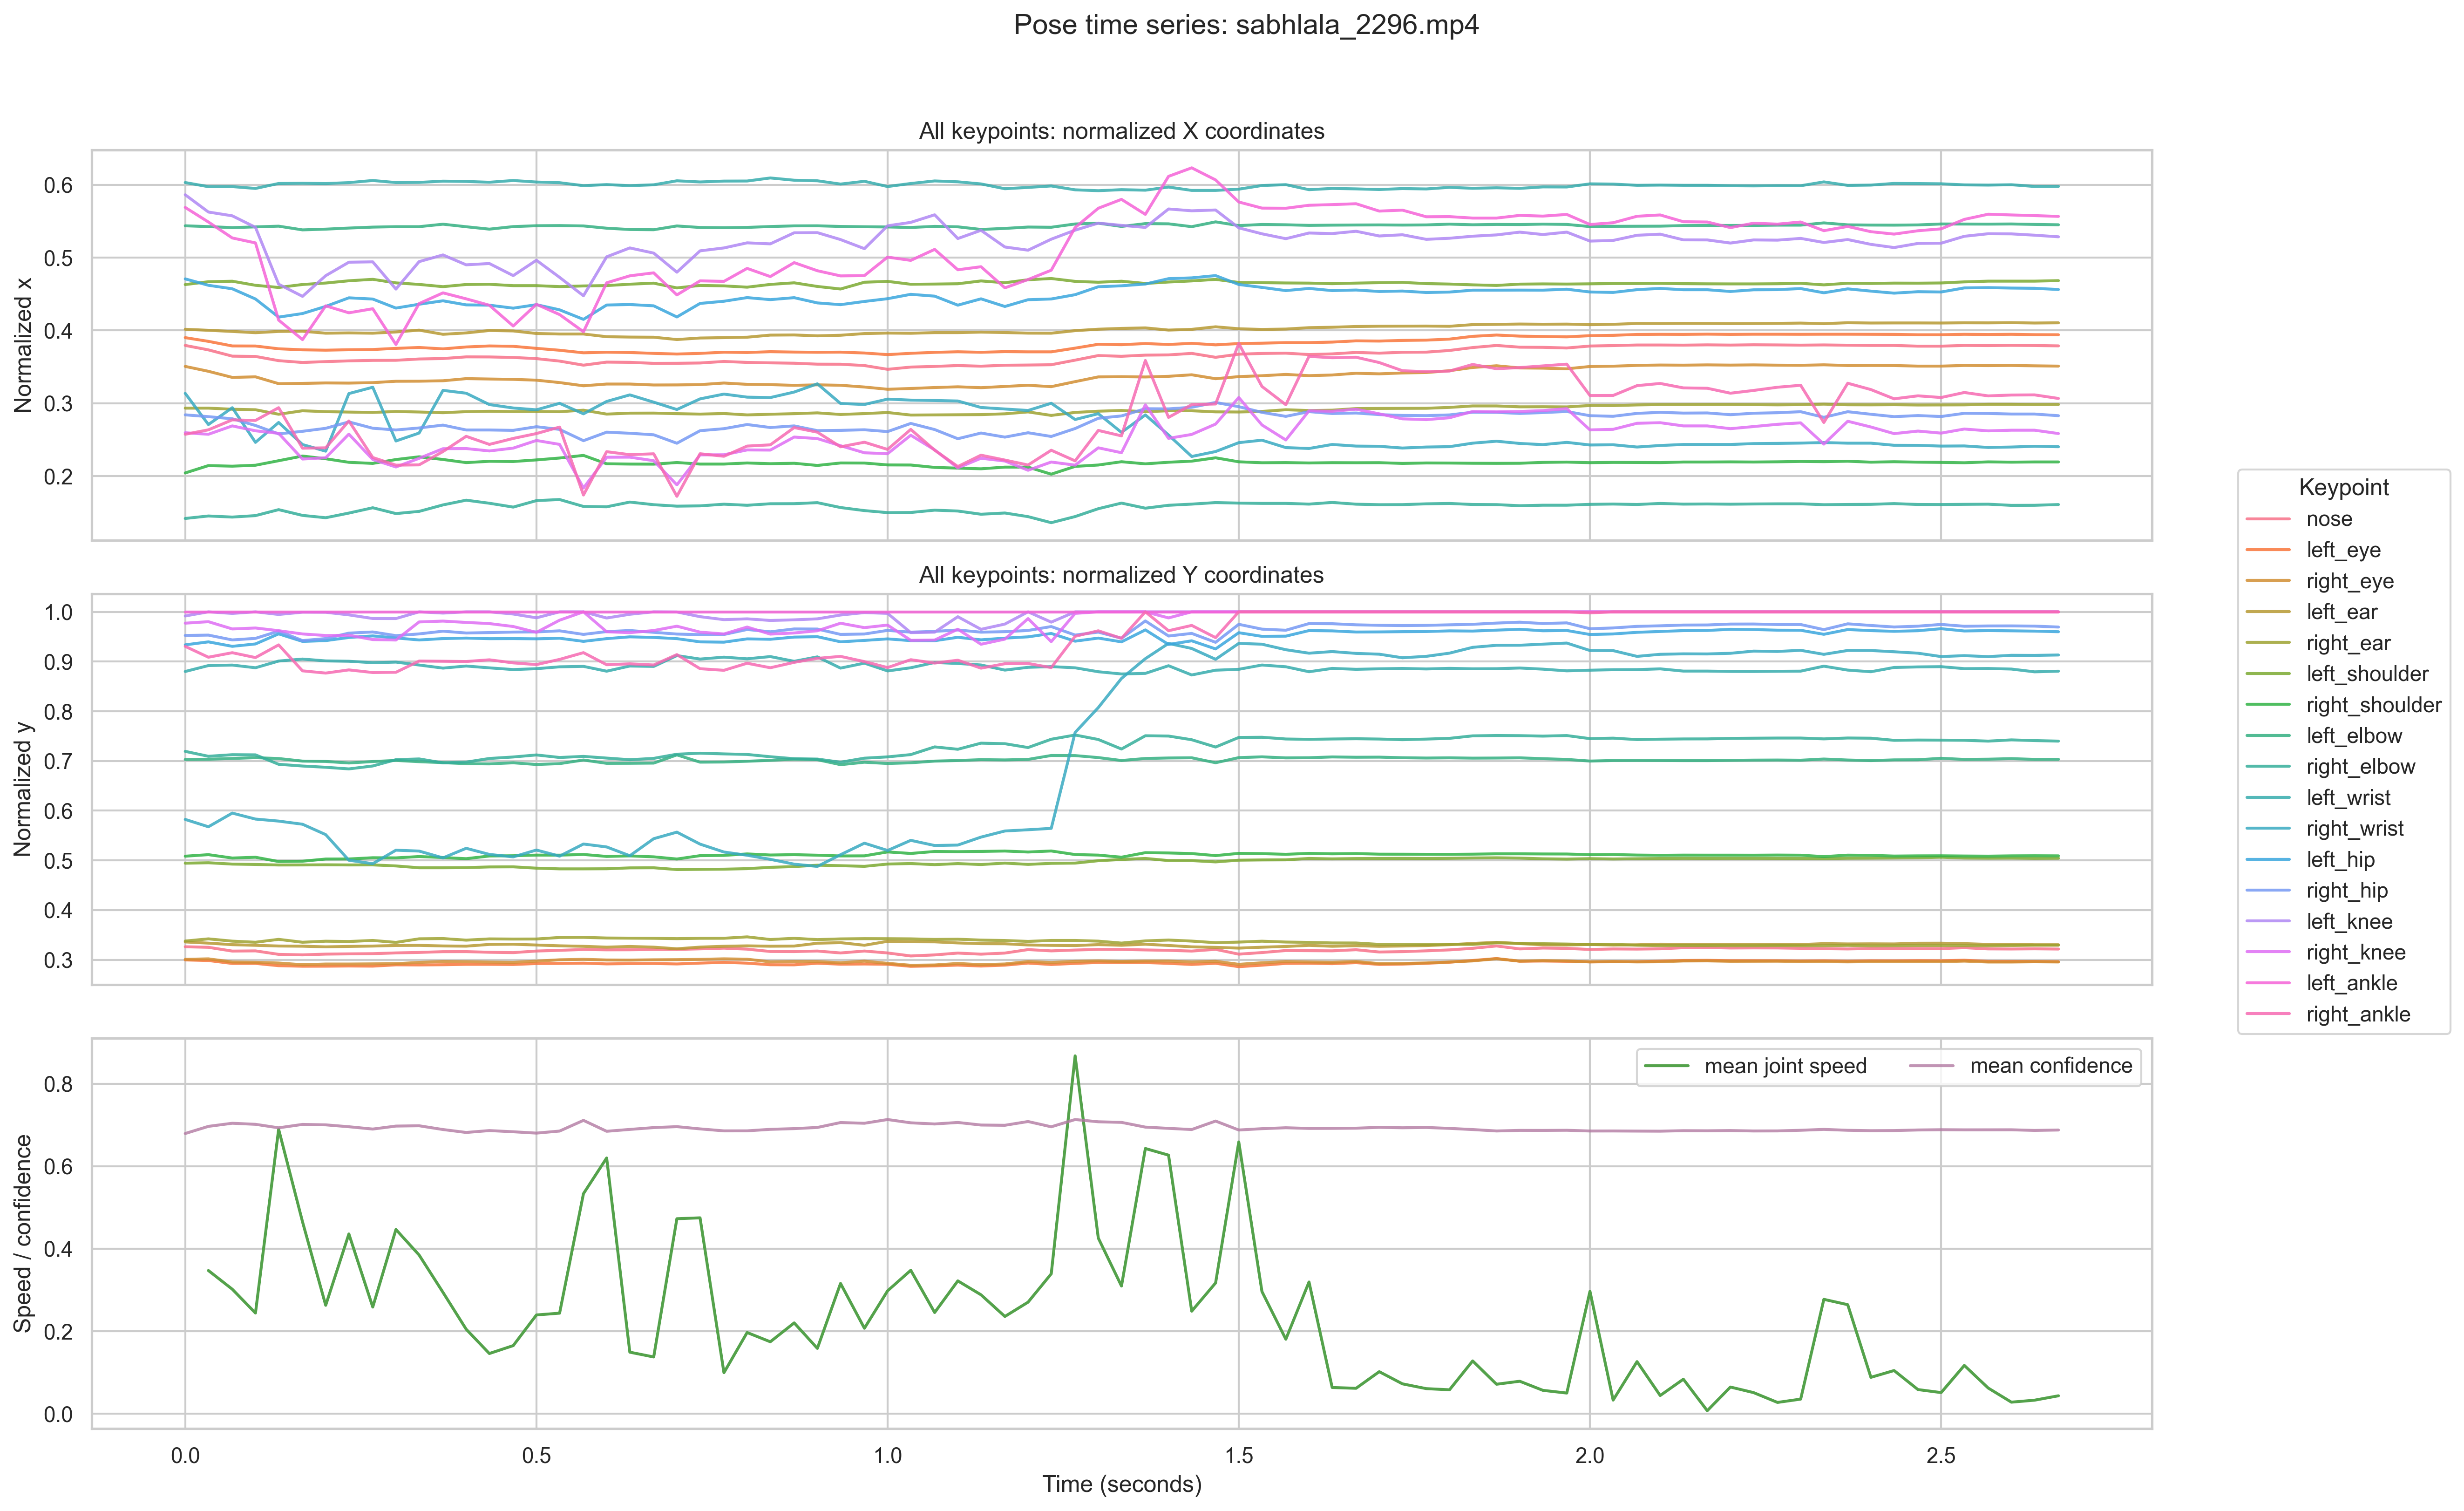 Pose time series: sabhlala_2296.mp4
All keypoints: normalized X coordinates
Normalized x
0.6
0.5
0.4
0.3
0.2
All keypoints: normalized Y coordinates
Normalized y
1.0
0.9
0.8
0.7
0.6
0.5
0.4
0.3
Keypoint
nose
left_eye
right_eye
left_ear
right_ear
left_shoulder
right_shoulder
left_elbow
right_elbow
left_wrist
right_wrist
left_hip
right_hip
left_knee
right_knee
left_ankle
right_ankle
mean joint speed mean confidence
Speed / confidence
0.8
0.6
0.4
0.2
0.0
0.0 0.5 1.0 1.5 2.0 2.5
Time (seconds)